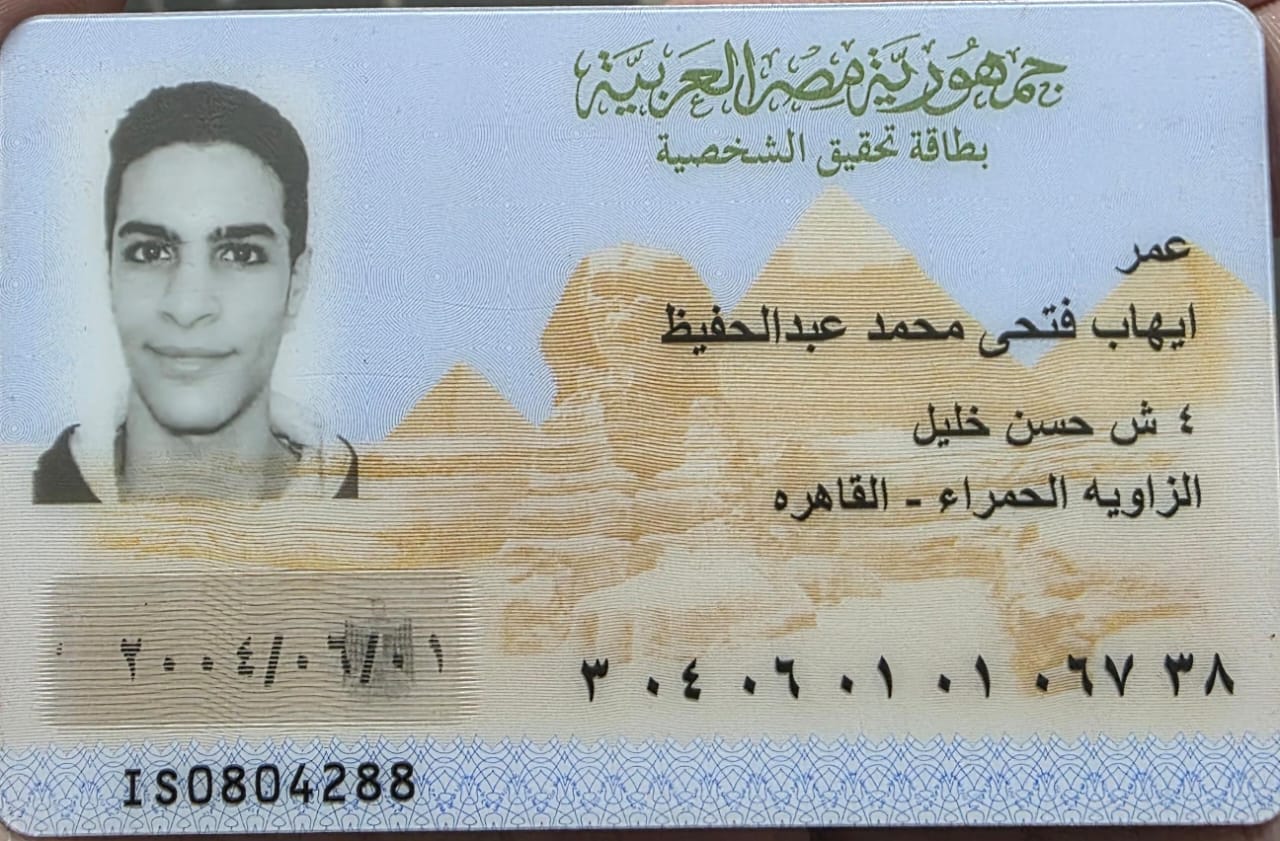 جمهورية مصر العربية
بطاقة تحقيق الشخصية
عمر
ايهاب فتحى محمد عبدالحفيظ
٤ ش حسن خليل
الزاويه الحمراء - القاهره
٢٠٠٤/٠٦/٠١
٣٠٤٠٦٠١٠١٠٦٧٣٨
IS0804288